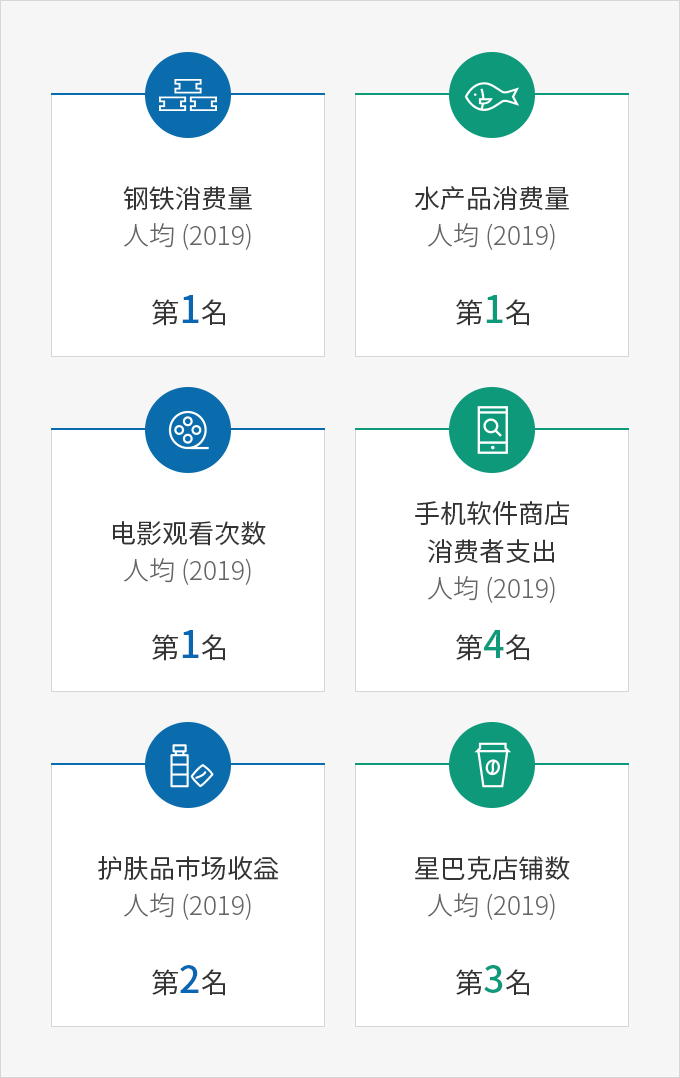 钢铁消费量
人均 (2019)
第1名
水产品消费量
人均 (2019)
第1名
电影观看次数
人均 (2019)
第1名
手机软件商店
消费者支出
人均 (2019)
第4名
护肤品市场收益
人均 (2019)
第2名
星巴克店铺数
人均 (2019)
第3名